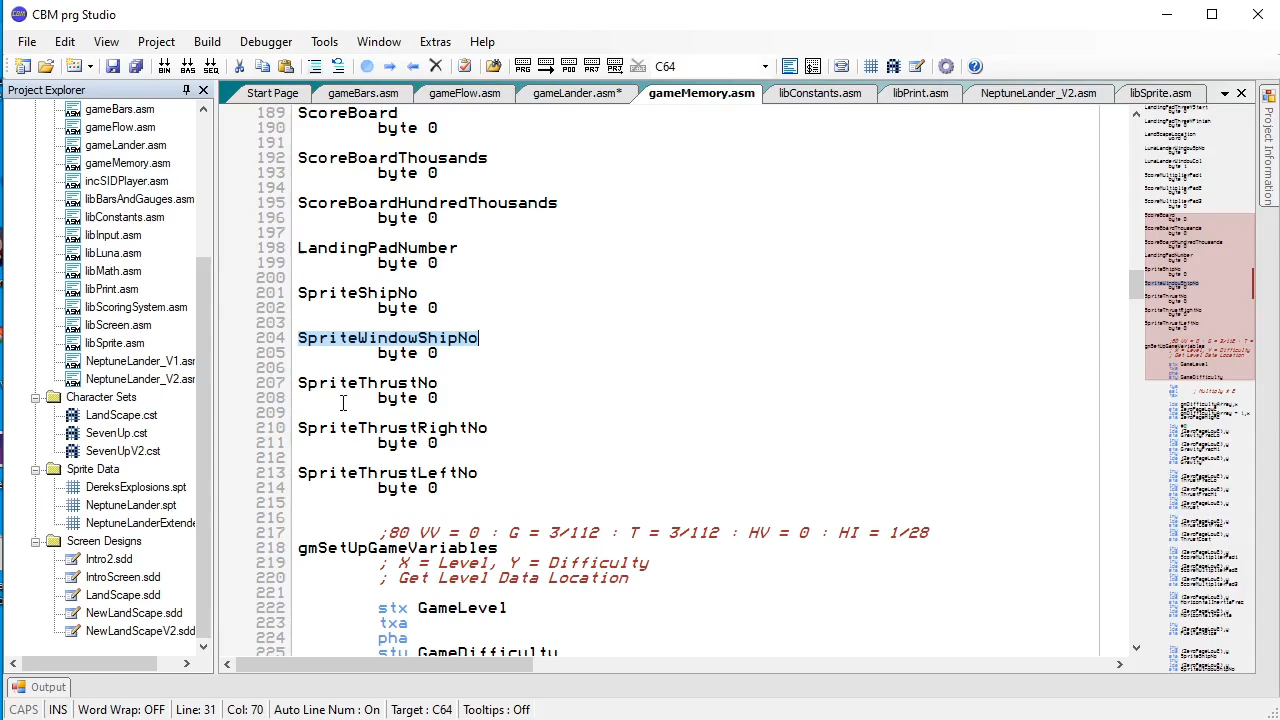 CBM prg Studio
File Edit View Project Build Debugger Tools Window Extras Help
C64
Project Explorer
Start Page gameBars.asm gameFlow.asm gameLander.asm* gameMemory.asm libConstants.asm libPrint.asm NeptuneLander_V2.asm libSprite.asm
gameBars.asm
gameFlow.asm
gameLander.asm
gameMemory.asm
incSIDPlayer.asm
libBarsAndGauges.asm
libConstants.asm
libInput.asm
libLuna.asm
libMath.asm
libPrint.asm
libScoringSystem.asm
libScreen.asm
libSprite.asm
NeptuneLander_V1.asm
NeptuneLander_V2.asm
Character Sets
LandScape.cst
SevenUp.cst
SevenUpV2.cst
Sprite Data
DereksExplosions.spt
NeptuneLander.spt
NeptuneLanderExtende
Screen Designs
Intro2.sdd
IntroScreen.sdd
LandScape.sdd
NewLandScape.sdd
NewLandScapeV2.sdd
189 ScoreBoard
190 byte 0
191
192 ScoreBoardThousands
193 byte 0
194
195 ScoreBoardHundredThousands
196 byte 0
197
198 LandingPadNumber
199 byte 0
200
201 SpriteShipNo
202 byte 0
203
204 SpriteWindowShipNo
205 byte 0
206
207 SpriteThrustNo
208 byte 0
209
210 SpriteThrustRightNo
211 byte 0
212
213 SpriteThrustLeftNo
214 byte 0
215
216
217 ;80 VV = 0 : G = 3/112 : T = 3/112 : HV = 0 : HI = 1/28
218 gmSetUpGameVariables
219 ; X = Level, Y = Difficulty
220 ; Get Level Data Location
221
222 stx GameLevel
223 txa
224 pha
225 sty GameDifficulty
Project Information
Output
CAPS INS Word Wrap: OFF Line: 31 Col: 70 Auto Line Num : On Target : C64 Tooltips : Off